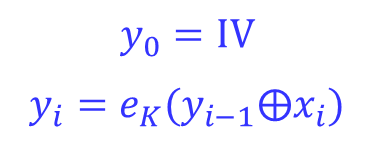 y₀ = IV
yᵢ = e_K(yᵢ₋₁⊕xᵢ)